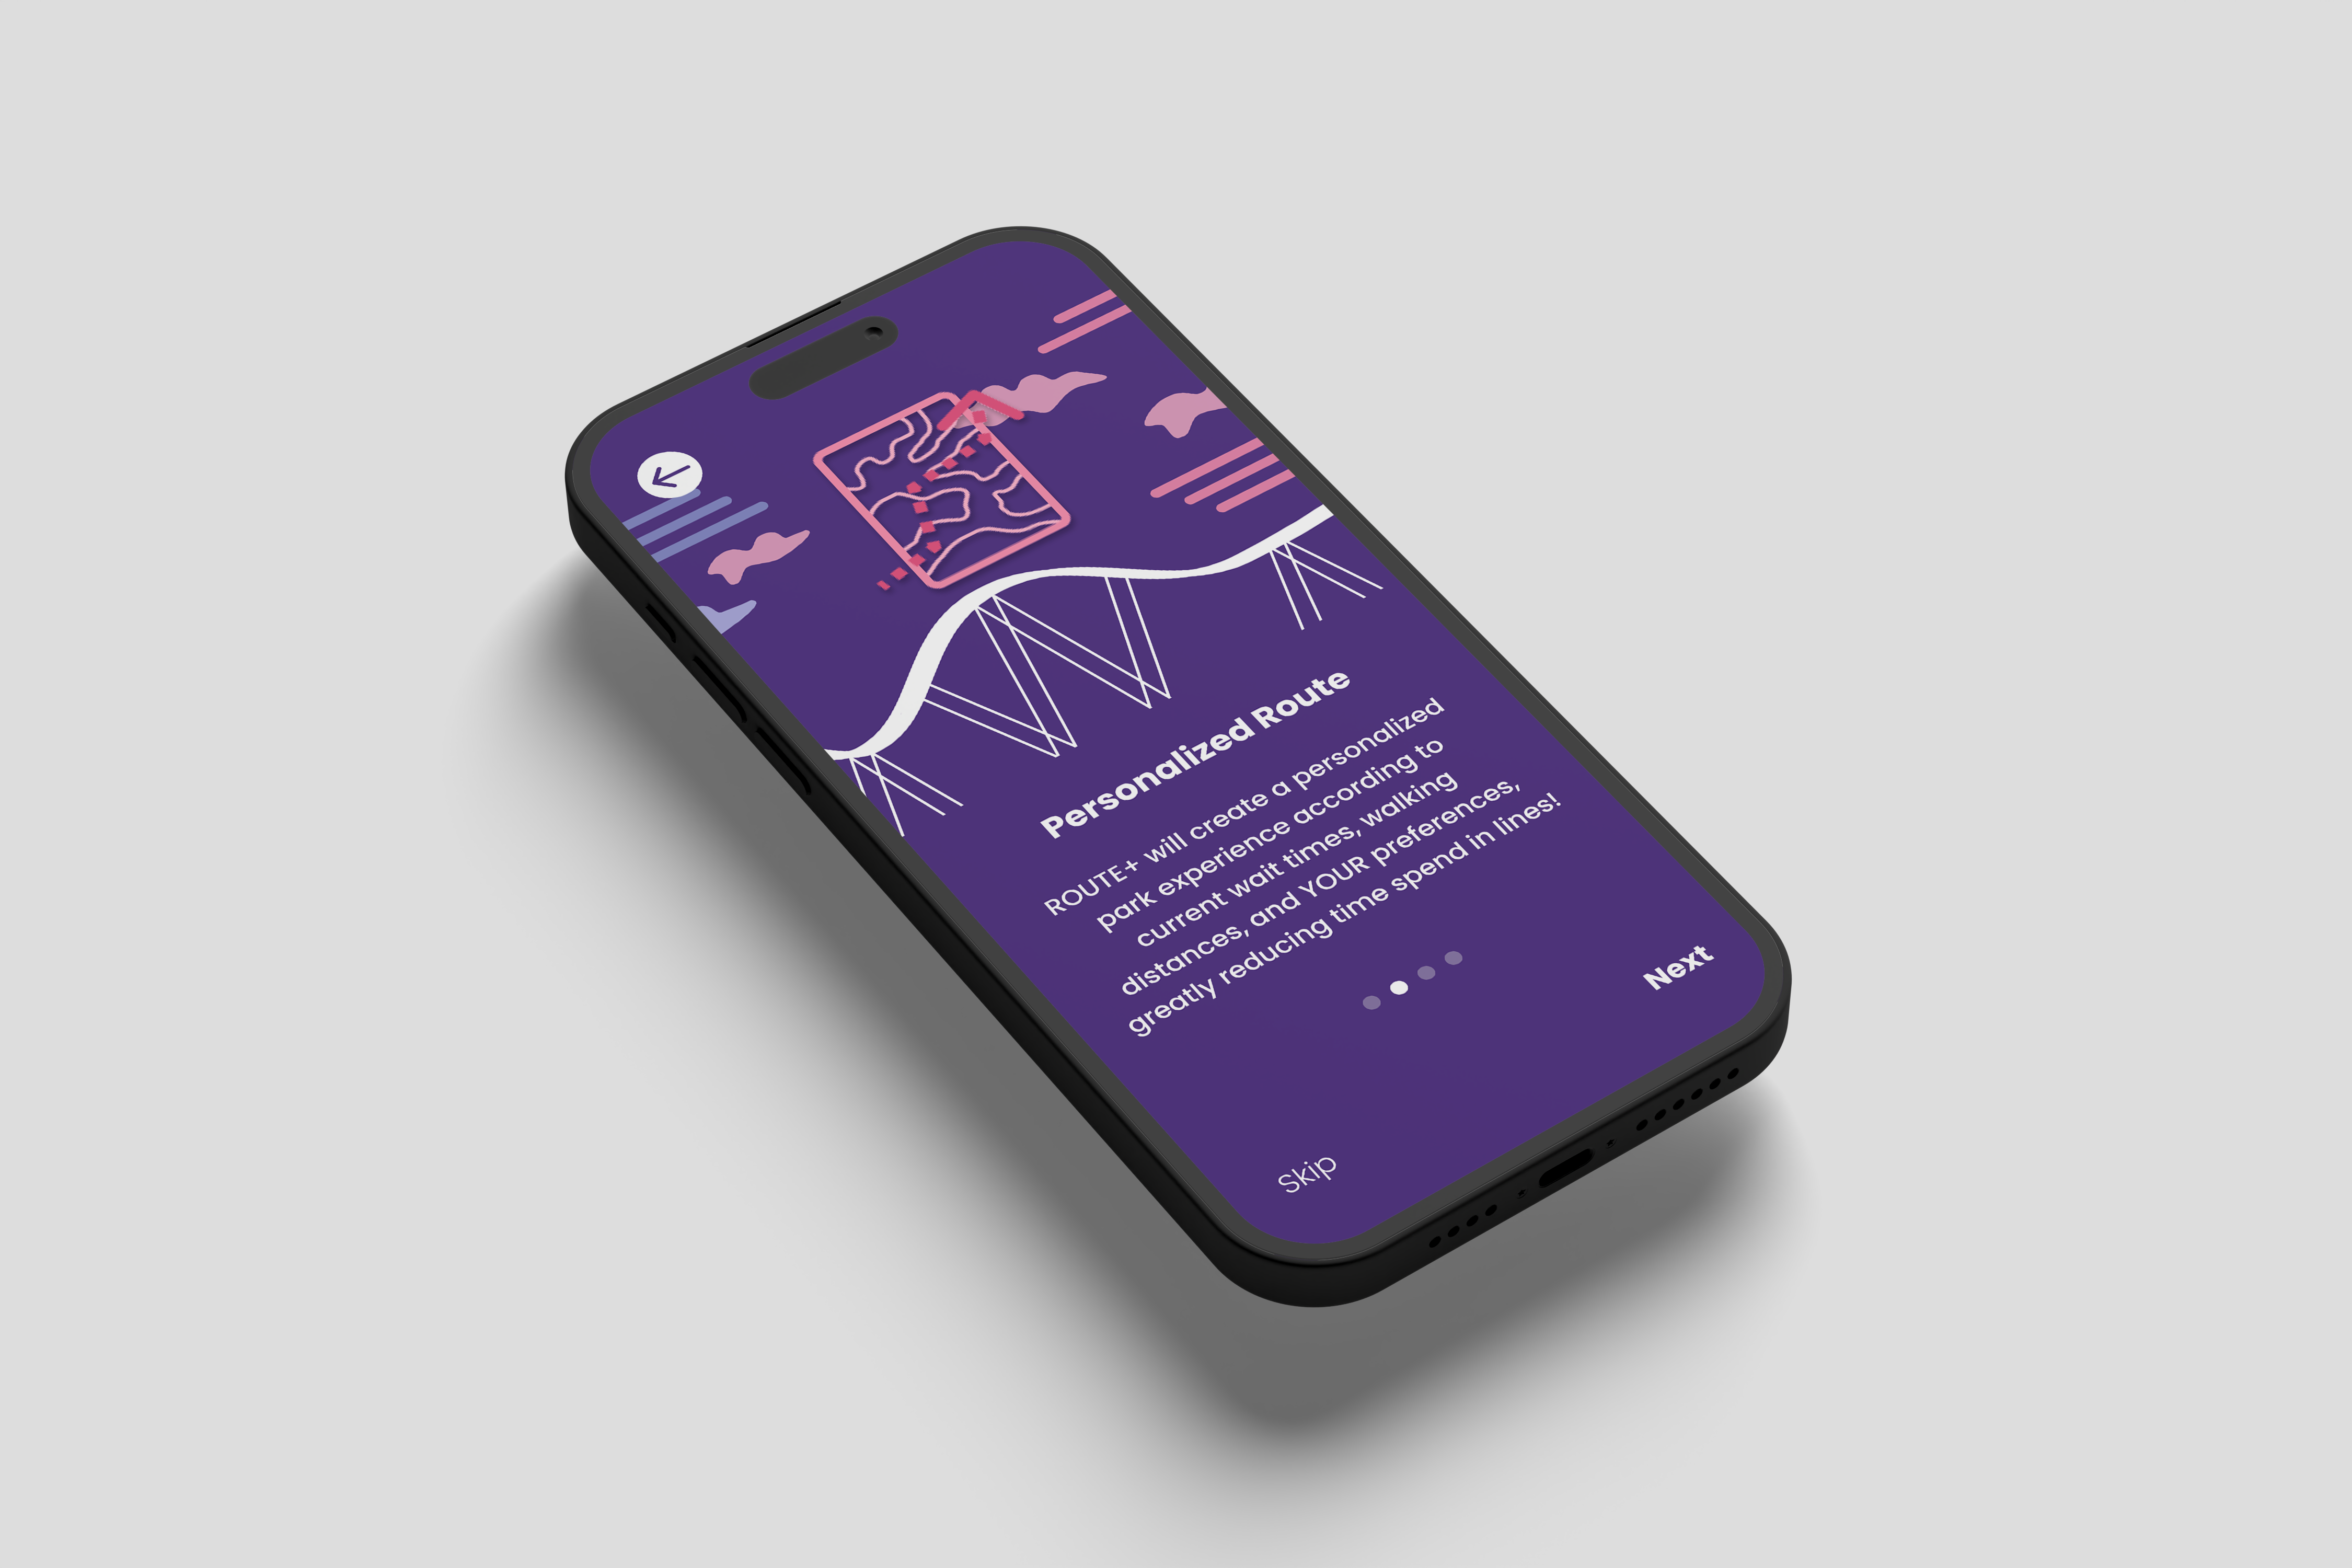 Personalized Route
ROUTE+ will create a personalized
park experience according to
current wait times, walking
distances, and YOUR preferences,
greatly reducing time spend in lines!
Next
Skip